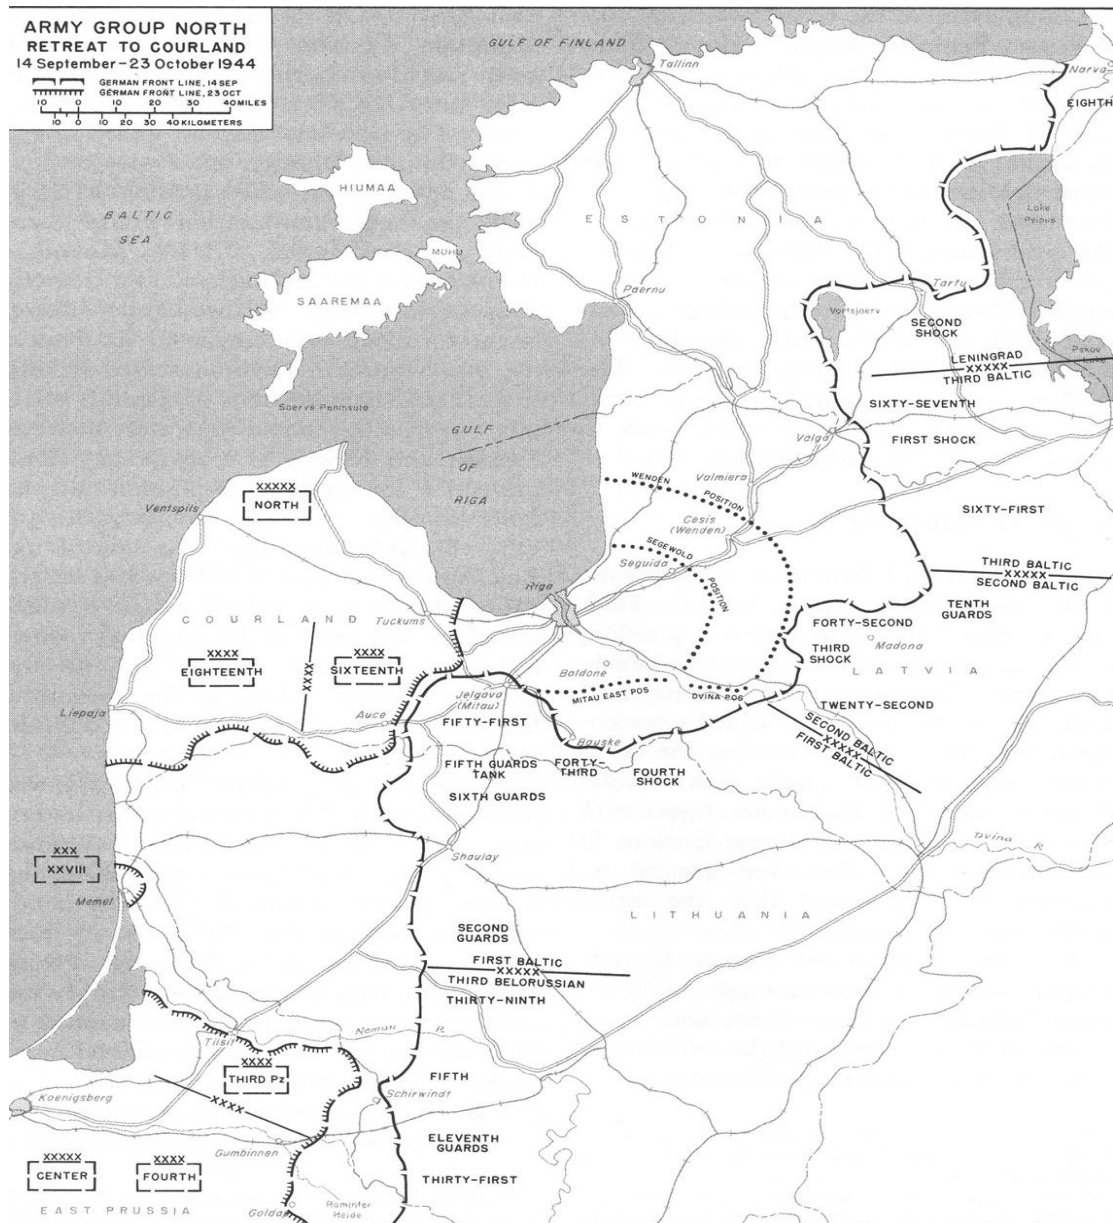 ARMY GROUP NORTH
RETREAT TO COURLAND
14 September – 23 October 1944
GERMAN FRONT LINE, 14 SEP
GERMAN FRONT LINE, 23 OCT
10 0 10 20 30 40 MILES
10 0 10 20 30 40 KILOMETERS
GULF OF FINLAND
Tallinn
Narva
EIGHTH
HIUMAA
BALTIC
SEA
ESTONIA
Lake
Peipus
MUHU
SAAREMAA
Paernu
Tartu
Vortsjoerv
SECOND
SHOCK
LENINGRAD
XXXXX
THIRD BALTIC
Pskov
Lake
SIXTY-SEVENTH
Soerve Peninsula
GULF
OF
RIGA
Valga
FIRST SHOCK
WENDEN
POSITION
Valmiera
XXXXX
NORTH
Ventspils
SIXTY-FIRST
Cesis
(Wenden)
SEGEWOLD
POSITION
Segulda
THIRD BALTIC
XXXXX
SECOND BALTIC
Riga
TENTH
GUARDS
COURLAND
Tuckums
FORTY-SECOND
Madona
THIRD
SHOCK
LATVIA
XXXX
EIGHTEENTH
XXXX
XXXX
SIXTEENTH
Baldone
Jelgava
(Mitau)
MITAU EAST POS
DVINA POS
TWENTY-SECOND
Liepaja
Auce
FIFTY-FIRST
Bauske
SECOND BALTIC
XXXXX
FIRST BALTIC
FIFTH GUARDS
TANK
FORTY-
THIRD
FOURTH
SHOCK
SIXTH GUARDS
Dvina R
Shaulay
XXX
XXVIII
Memel
LITHUANIA
SECOND
GUARDS
FIRST BALTIC
XXXXX
THIRD BELORUSSIAN
THIRTY-NINTH
Neman R
Tilsit
XXXX
THIRD Pz
FIFTH
Schirwindt
XXXX
Koenigsberg
ELEVENTH
GUARDS
Gumbinnen
XXXXX
CENTER
XXXX
FOURTH
THIRTY-FIRST
EAST PRUSSIA
Goldap
Rominter
Heide